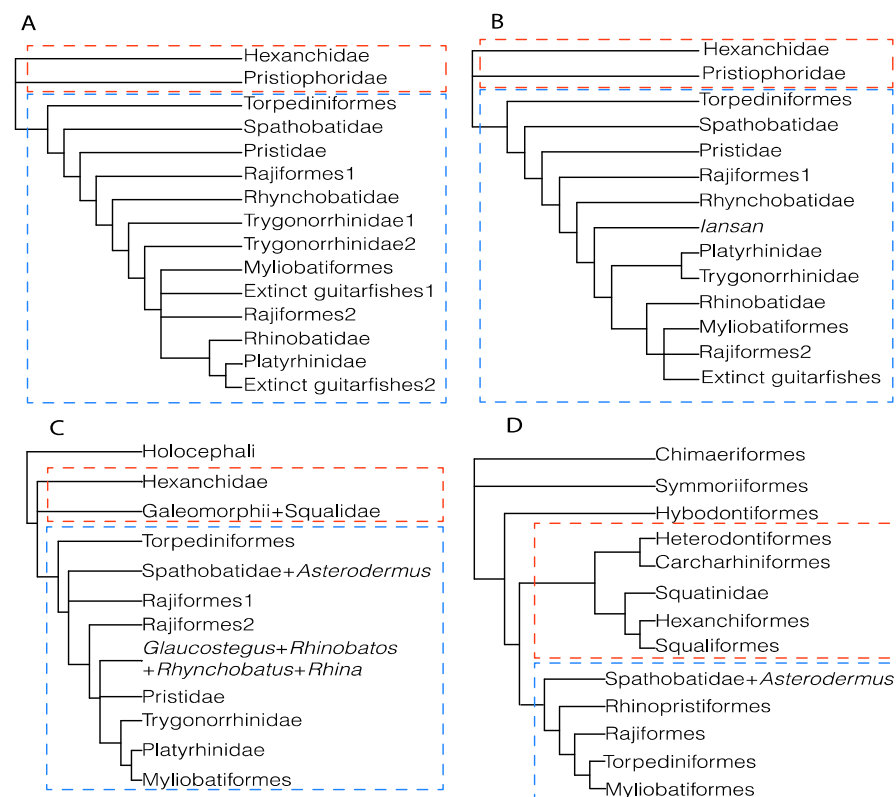 A
Hexanchidae
Pristiophoridae
Torpediniformes
Spathobatidae
Pristidae
Rajiformes1
Rhynchobatidae
Trygonorrhinidae1
Trygonorrhinidae2
Myliobatiformes
Extinct guitarfishes1
Rajiformes2
Rhinobatidae
Platyrhinidae
Extinct guitarfishes2
B
Hexanchidae
Pristiophoridae
Torpediniformes
Spathobatidae
Pristidae
Rajiformes1
Rhynchobatidae
Iansan
Platyrhinidae
Trygonorrhinidae
Rhinobatidae
Myliobatiformes
Rajiformes2
Extinct guitarfishes
C
Holocephali
Hexanchidae
Galeomorphii+Squalidae
Torpediniformes
Spathobatidae+Asterodermus
Rajiformes1
Rajiformes2
Glaucostegus+Rhinobatos
+Rhynchobatus+Rhina
Pristidae
Trygonorrhinidae
Platyrhinidae
Myliobatiformes
D
Chimaeriformes
Symmoriiformes
Hybodontiformes
Heterodontiformes
Carcharhiniformes
Squatinidae
Hexanchiformes
Squaliformes
Spathobatidae+Asterodermus
Rhinopristiformes
Rajiformes
Torpediniformes
Myliobatiformes